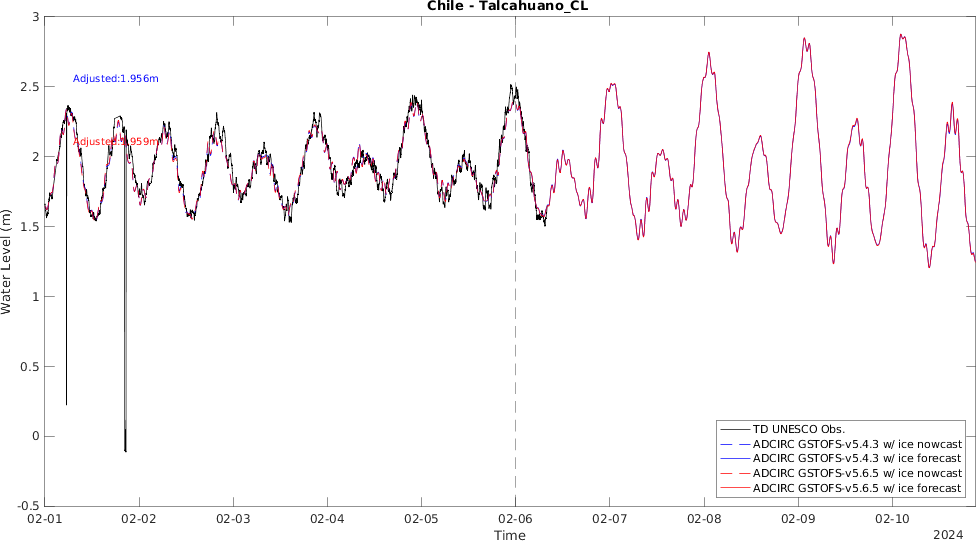 Chile - Talcahuano_CL
3
2.5
2
1.5
1
0.5
0
-0.5
Water Level (m)
Adjusted:1.956m
Adjusted:1.959m
TD UNESCO Obs.
ADCIRC GSTOFS-v5.4.3 w/ ice nowcast
ADCIRC GSTOFS-v5.4.3 w/ ice forecast
ADCIRC GSTOFS-v5.6.5 w/ ice nowcast
ADCIRC GSTOFS-v5.6.5 w/ ice forecast
02-01 02-02 02-03 02-04 02-05 02-06 02-07 02-08 02-09 02-10
Time
2024